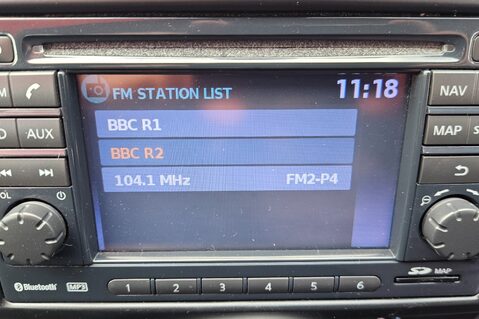 FM STATION LIST 11:18
BBC R1
BBC R2
104.1 MHz FM2-P4
NAV
AUX
MAP
VOL
Bluetooth
MP3
1 2 3 4 5 6
SD MAP